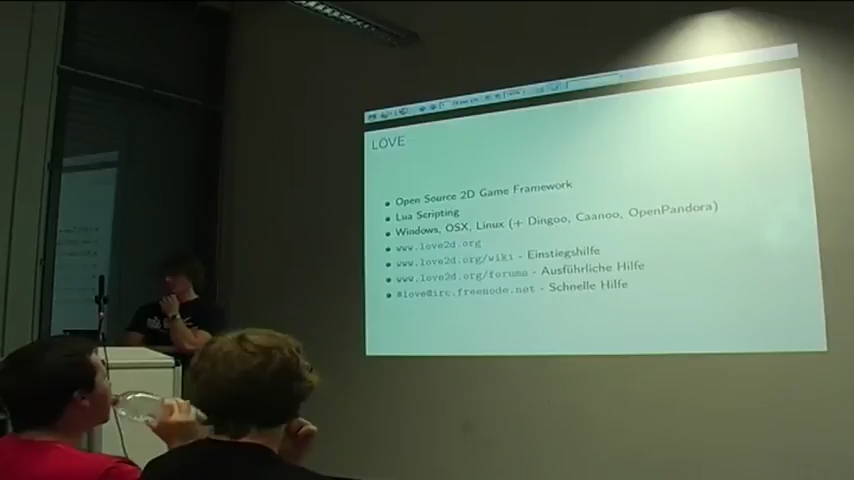 LÖVE
• Open Source 2D Game Framework
• Lua Scripting
• Windows, OSX, Linux (+ Dingoo, Caanoo, OpenPandora)
• www.love2d.org
• www.love2d.org/wiki - Einstiegshilfe
• www.love2d.org/forums - Ausführliche Hilfe
• #love@irc.freenode.net - Schnelle Hilfe